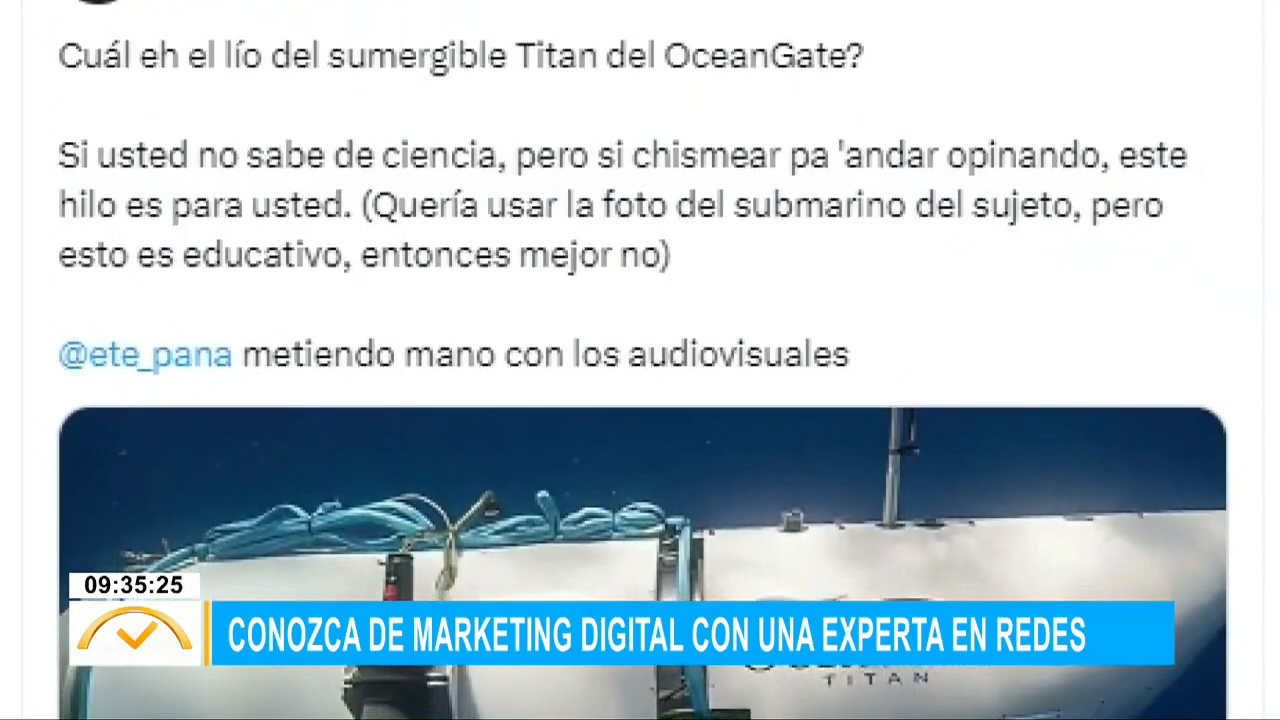 Cuál eh el lío del sumergible Titan del OceanGate?
Si usted no sabe de ciencia, pero si chismear pa 'andar opinando, este
hilo es para usted. (Quería usar la foto del submarino del sujeto, pero
esto es educativo, entonces mejor no)
@ete_pana metiendo mano con los audiovisuales
09:35:25
CONOZCA DE MARKETING DIGITAL CON UNA EXPERTA EN REDES
TITAN